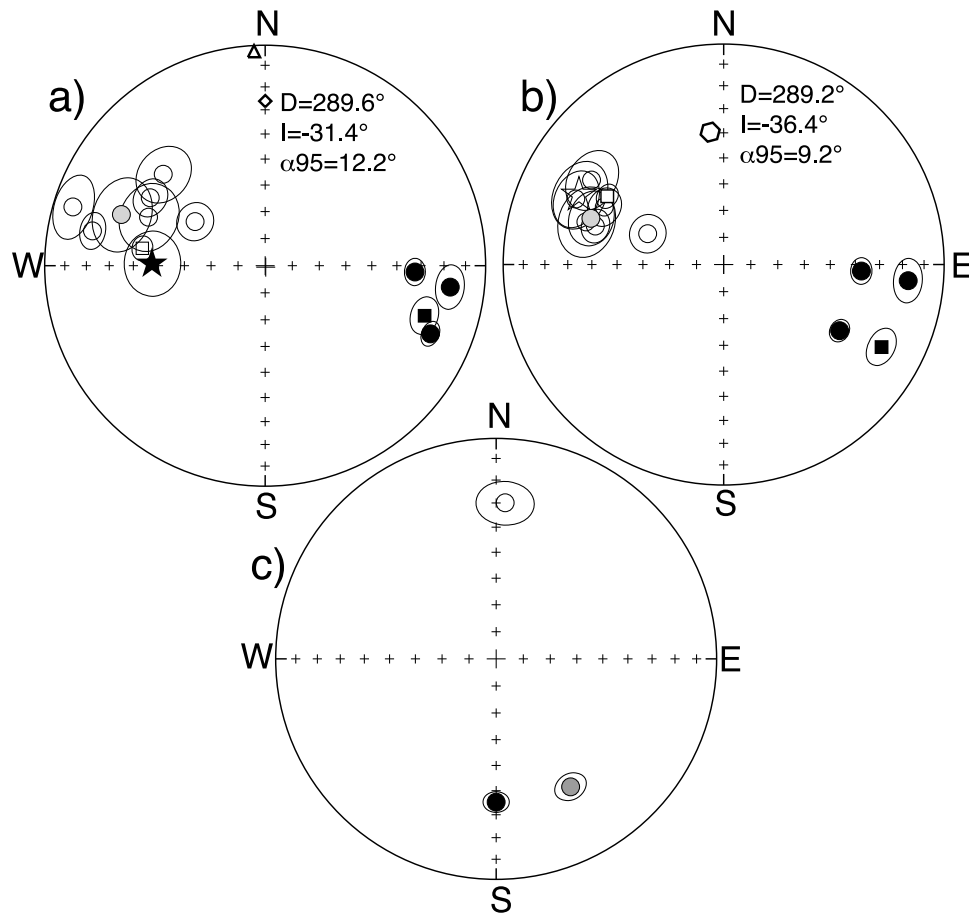 N
a)
D=289.6°
I=-31.4°
α95=12.2°
W
S
N
b)
D=289.2°
I=-36.4°
α95=9.2°
E
S
N
c)
W
E
S